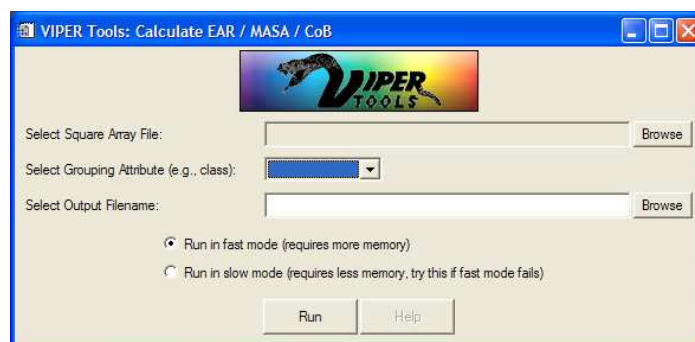 VIPER Tools: Calculate EAR / MASA / CoB
VIPER
TOOLS
Select Square Array File:
Browse
Select Grouping Attribute (e.g., class):
Select Output Filename:
Browse
Run in fast mode (requires more memory)
Run in slow mode (requires less memory, try this if fast mode fails)
Run
Help